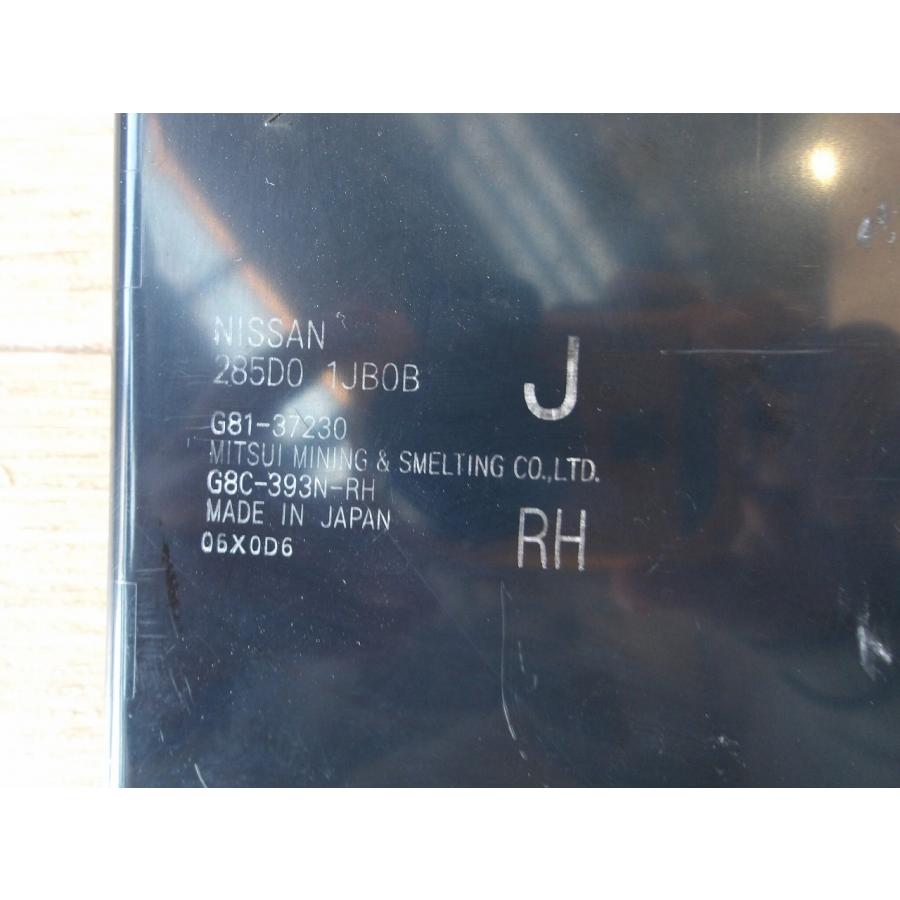 NISSAN
285D0 1JB0B
J
G81-37230
MITSUI MINING & SMELTING CO.,LTD.
G8C-393N-RH
MADE IN JAPAN
06X0D6
RH